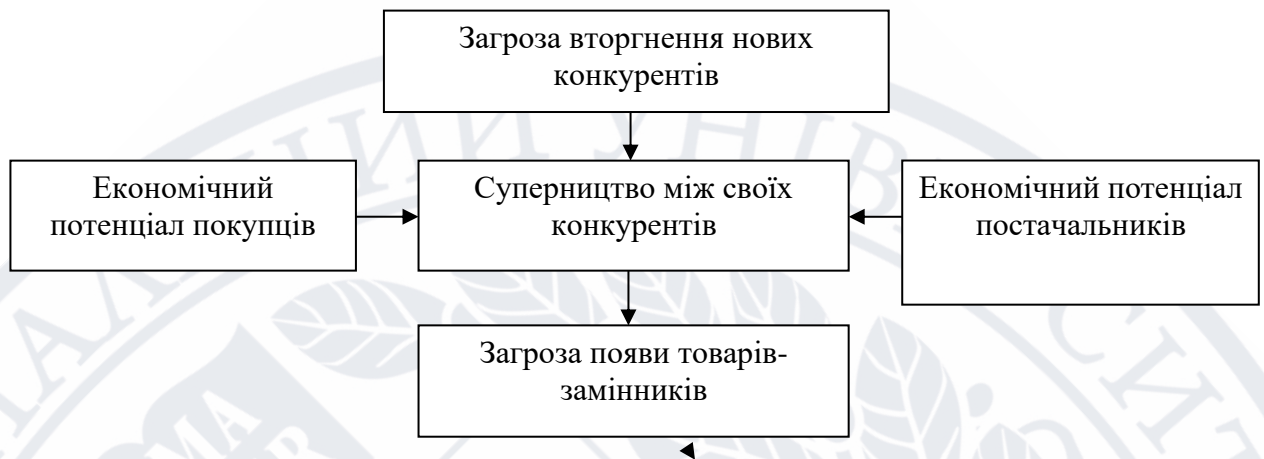 Загроза вторгнення нових
конкурентів
Економічний
потенціал покупців
Суперництво між своїх
конкурентів
Економічний потенціал
постачальників
Загроза появи товарів-
замінників